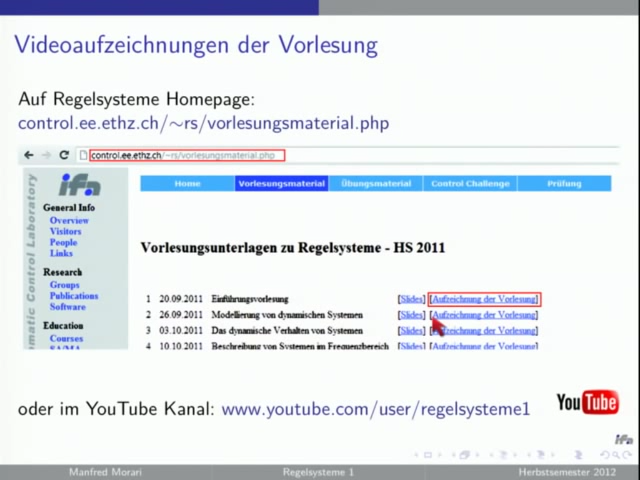 Videoaufzeichnungen der Vorlesung
Auf Regelsysteme Homepage:
control.ee.ethz.ch/~rs/vorlesungsmaterial.php
control.ee.ethz.ch/~rs/vorlesungsmaterial.php
ifa
Home Vorlesungsmaterial Übungsmaterial Control Challenge Prüfung
matic Control Laboratory
General Info
Overview
Visitors
People
Links
Research
Groups
Publications
Software
Education
Courses
SA/MA
Vorlesungsunterlagen zu Regelsysteme - HS 2011
1 20.09.2011 Einführungsvorlesung [Slides] [Aufzeichnung der Vorlesung]
2 26.09.2011 Modellierung von dynamischen Systemen [Slides] [Aufzeichnung der Vorlesung]
3 03.10.2011 Das dynamische Verhalten von Systemen [Slides] [Aufzeichnung der Vorlesung]
4 10.10.2011 Beschreibung von Systemen im Frequenzbereich [Slides] [Aufzeichnung der Vorlesung]
oder im YouTube Kanal: www.youtube.com/user/regelsysteme1
YouTube
ifa
Manfred Morari Regelsysteme 1 Herbstsemester 2012